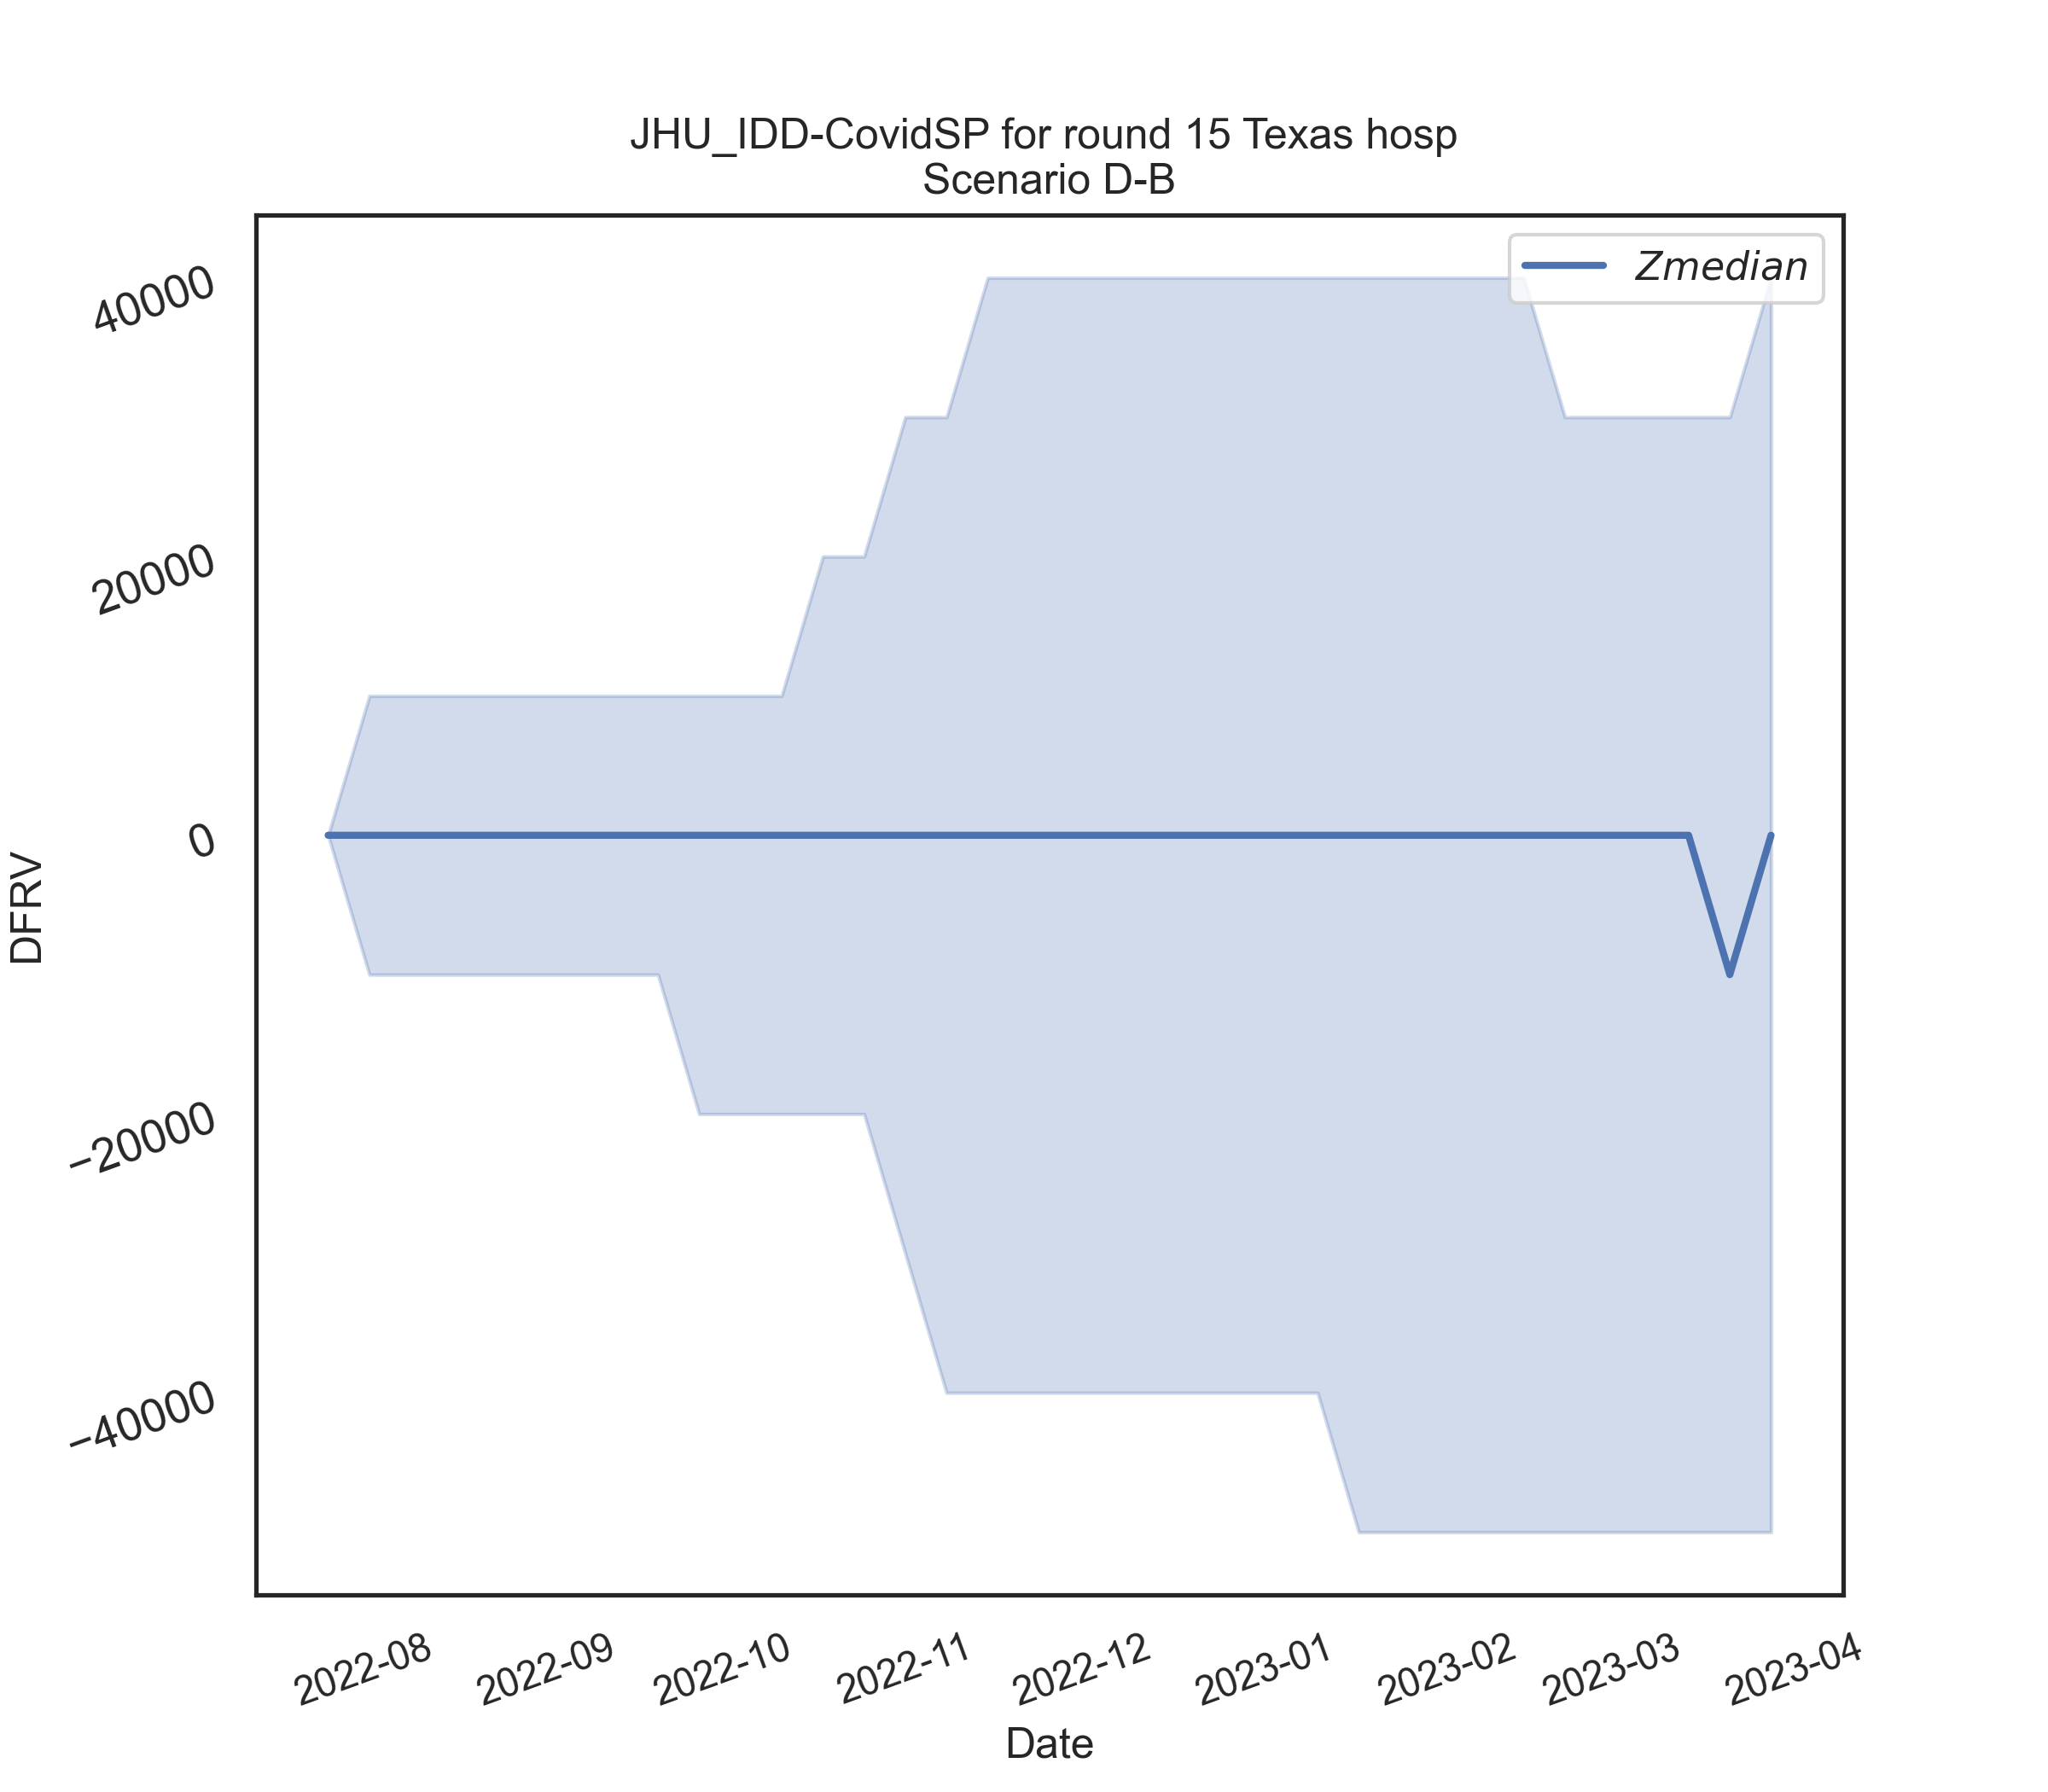 JHU_IDD-CovidSP for round 15 Texas hosp
Scenario D-B
Zmedian
40000
20000
0
−20000
−40000
DFRV
2022-08
2022-09
2022-10
2022-11
2022-12
2023-01
2023-02
2023-03
2023-04
Date